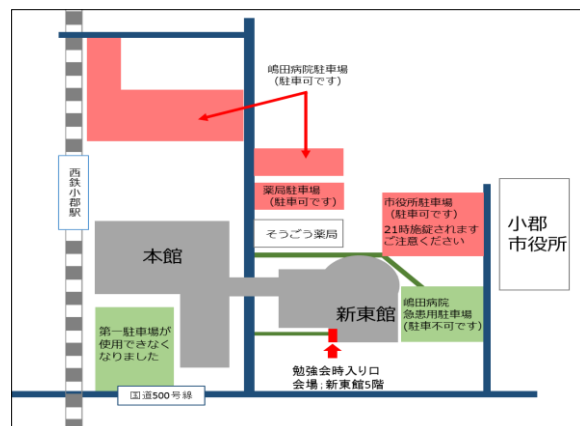 嶋田病院駐車場
(駐車可です)
西鉄小郡駅
薬局駐車場
(駐車可です)
市役所駐車場
(駐車可です)
21時施錠されます
ご注意ください
小郡
市役所
そうごう薬局
本館
新東館
嶋田病院
急患用駐車場
(駐車不可です)
第一駐車場が
使用できなく
なりました
勉強会時入り口
会場;新東館5階
国道500号線